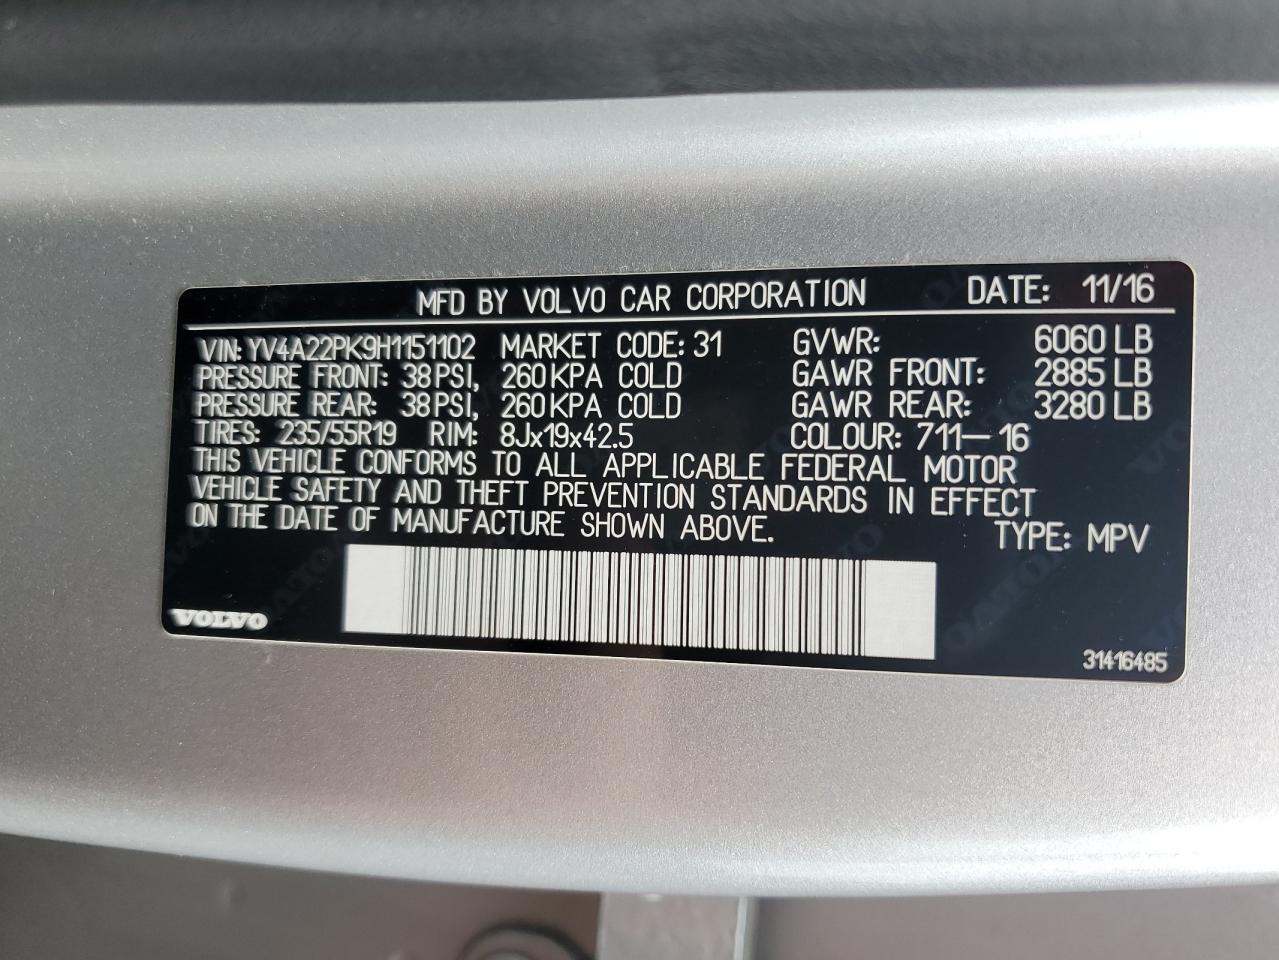 MFD BY VOLVO CAR CORPORATION DATE: 11/16
VIN: YV4A22PK9H1151102 MARKET CODE: 31 GVWR: 6060 LB
PRESSURE FRONT: 38 PSI, 260 KPA COLD GAWR FRONT: 2885 LB
PRESSURE REAR: 38 PSI, 260 KPA COLD GAWR REAR: 3280 LB
TIRES: 235/55R19 RIM: 8Jx19x42.5 COLOUR: 711-16
THIS VEHICLE CONFORMS TO ALL APPLICABLE FEDERAL MOTOR
VEHICLE SAFETY AND THEFT PREVENTION STANDARDS IN EFFECT
ON THE DATE OF MANUFACTURE SHOWN ABOVE. TYPE: MPV
VOLVO
31416485